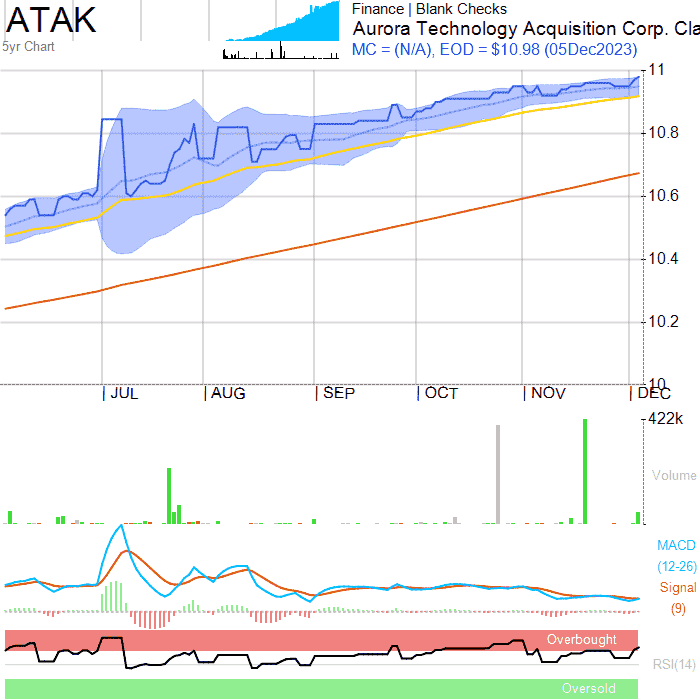 ATAK
5yr Chart
Finance | Blank Checks
Aurora Technology Acquisition Corp. Cla
MC = (N/A), EOD = $10.98 (05Dec2023)
11
10.8
10.6
10.4
10.2
10
| JUL | AUG | SEP | OCT | NOV | DEC
422k
Volume
MACD
(12-26)
Signal
(9)
Overbought
RSI(14)
Oversold